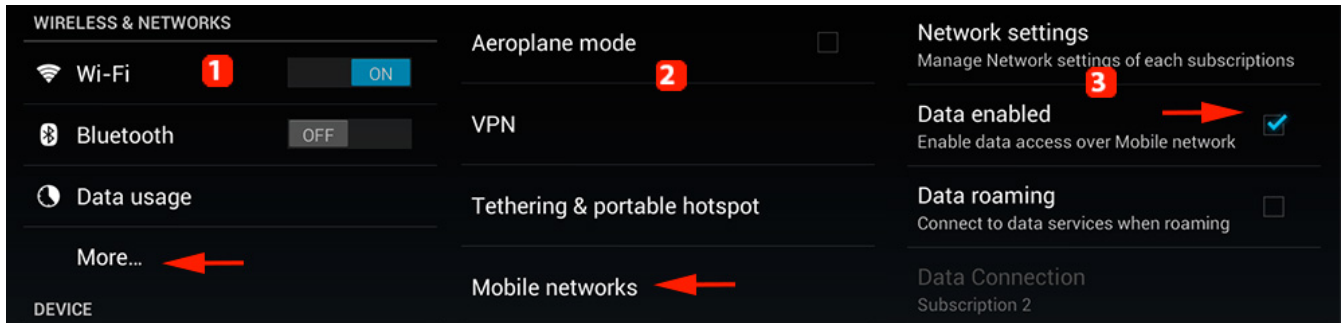 WIRELESS & NETWORKS
Wi-Fi
1
ON
Bluetooth
OFF
Data usage
More...
DEVICE
Aeroplane mode
2
VPN
Tethering & portable hotspot
Mobile networks
Network settings
Manage Network settings of each subscriptions
3
Data enabled
Enable data access over Mobile network
Data roaming
Connect to data services when roaming
Data Connection
Subscription 2